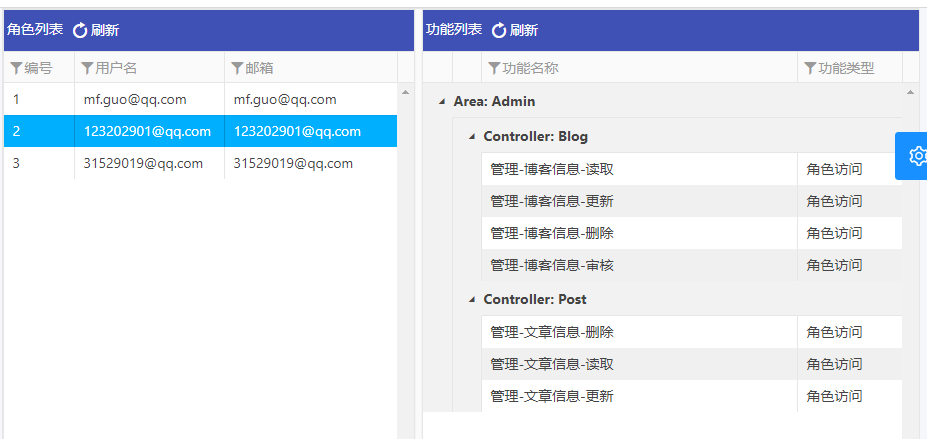 角色列表 刷新
编号 用户名 邮箱
1 mf.guo@qq.com mf.guo@qq.com
2 123202901@qq.com 123202901@qq.com
3 31529019@qq.com 31529019@qq.com
功能列表 刷新
功能名称 功能类型
Area: Admin
Controller: Blog
管理-博客信息-读取 角色访问
管理-博客信息-更新 角色访问
管理-博客信息-删除 角色访问
管理-博客信息-审核 角色访问
Controller: Post
管理-文章信息-删除 角色访问
管理-文章信息-读取 角色访问
管理-文章信息-更新 角色访问